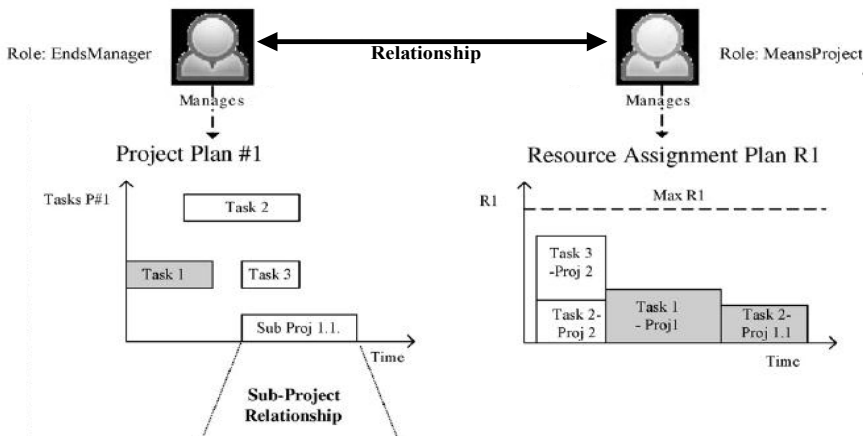 Role: EndsManager
Relationship
Role: MeansProject
Manages
Manages
Project Plan #1
Resource Assignment Plan R1
Tasks P#1
Task 2
Task 1
Task 3
Sub Proj 1.1.
Time
Sub-Project
Relationship
R1
Max R1
Task 3
-Proj 2
Task 2-
Proj 2
Task 1
- Proj1
Task 2-
Proj 1.1
Time